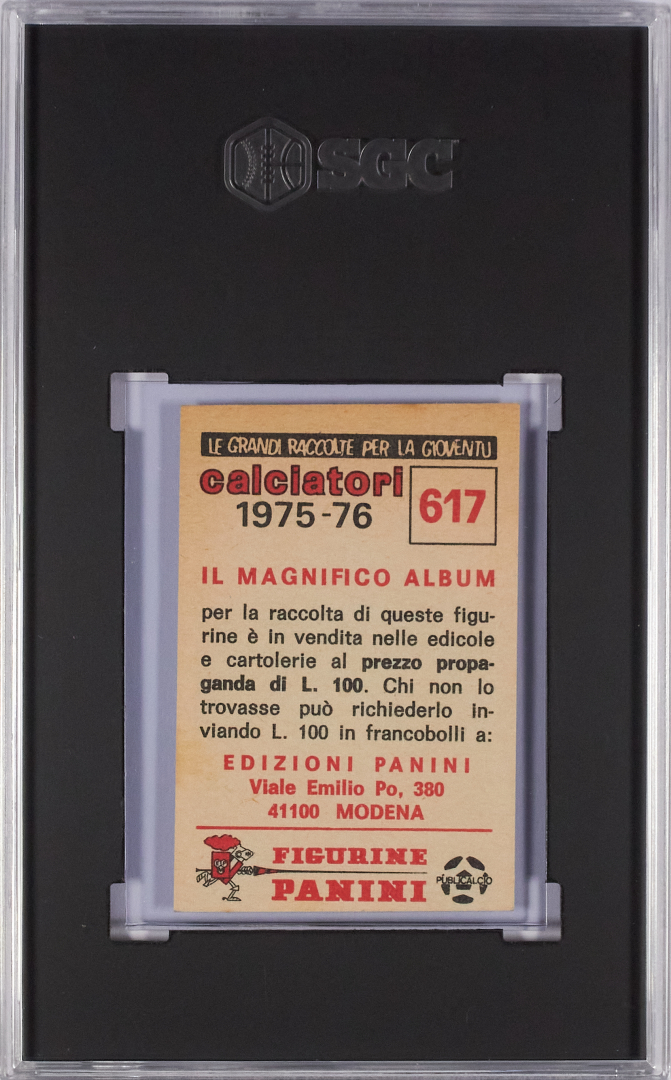 SGC
LE GRANDI RACCOLTE PER LA GIOVENTU
calciatori
1975-76
617
IL MAGNIFICO ALBUM
per la raccolta di queste figu-
rine è in vendita nelle edicole
e cartolerie al prezzo propa-
ganda di L. 100. Chi non lo
trovasse può richiederlo in-
viando L. 100 in francobolli a:
EDIZIONI PANINI
Viale Emilio Po, 380
41100 MODENA
FIGURINE
PANINI
PUBLICALCIO